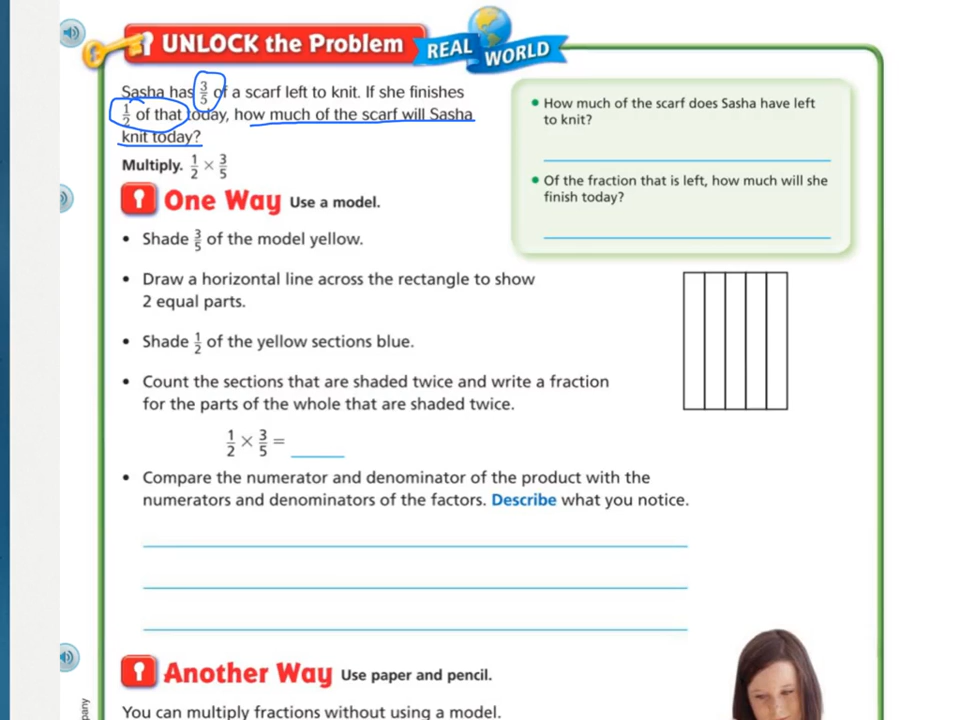 UNLOCK the Problem REAL WORLD
Sasha has 3/5 of a scarf left to knit. If she finishes
1/2 of that today, how much of the scarf will Sasha
knit today?
Multiply. 1/2 × 3/5
• How much of the scarf does Sasha have left
to knit?
• Of the fraction that is left, how much will she
finish today?
One Way Use a model.
• Shade 3/5 of the model yellow.
• Draw a horizontal line across the rectangle to show
2 equal parts.
• Shade 1/2 of the yellow sections blue.
• Count the sections that are shaded twice and write a fraction
for the parts of the whole that are shaded twice.
1/2 × 3/5 = ____
• Compare the numerator and denominator of the product with the
numerators and denominators of the factors. Describe what you notice.
Another Way Use paper and pencil.
You can multiply fractions without using a model.
pany